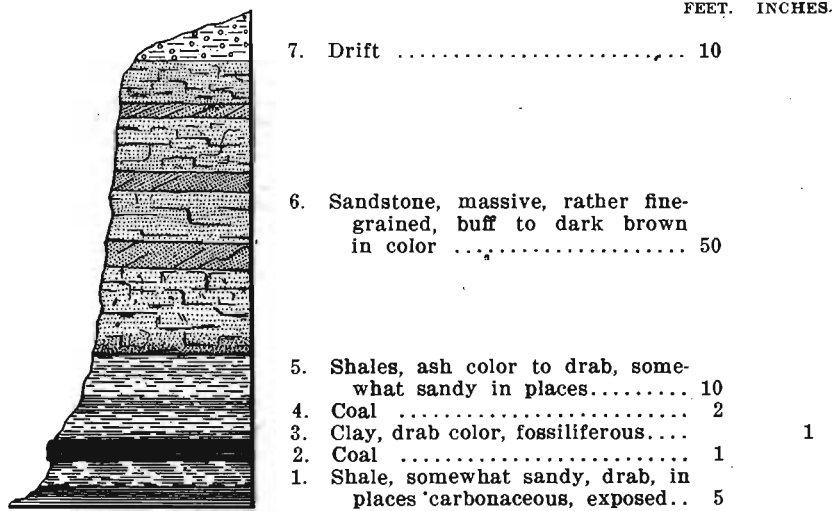 FEET. INCHES.
7. Drift ........................... 10
6. Sandstone, massive, rather fine-
grained, buff to dark brown
in color ..................... 50
5. Shales, ash color to drab, some-
what sandy in places......... 10
4. Coal .......................... 2
3. Clay, drab color, fossiliferous.... 1
2. Coal .......................... 1
1. Shale, somewhat sandy, drab, in
places carbonaceous, exposed.. 5